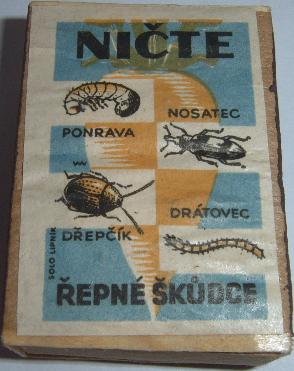 NIČTE
NOSATEC
PONRAVA
DRÁTOVEC
DŘEPČÍK
SOLO LIPNÍK
ŘEPNÉ ŠKŮDCE